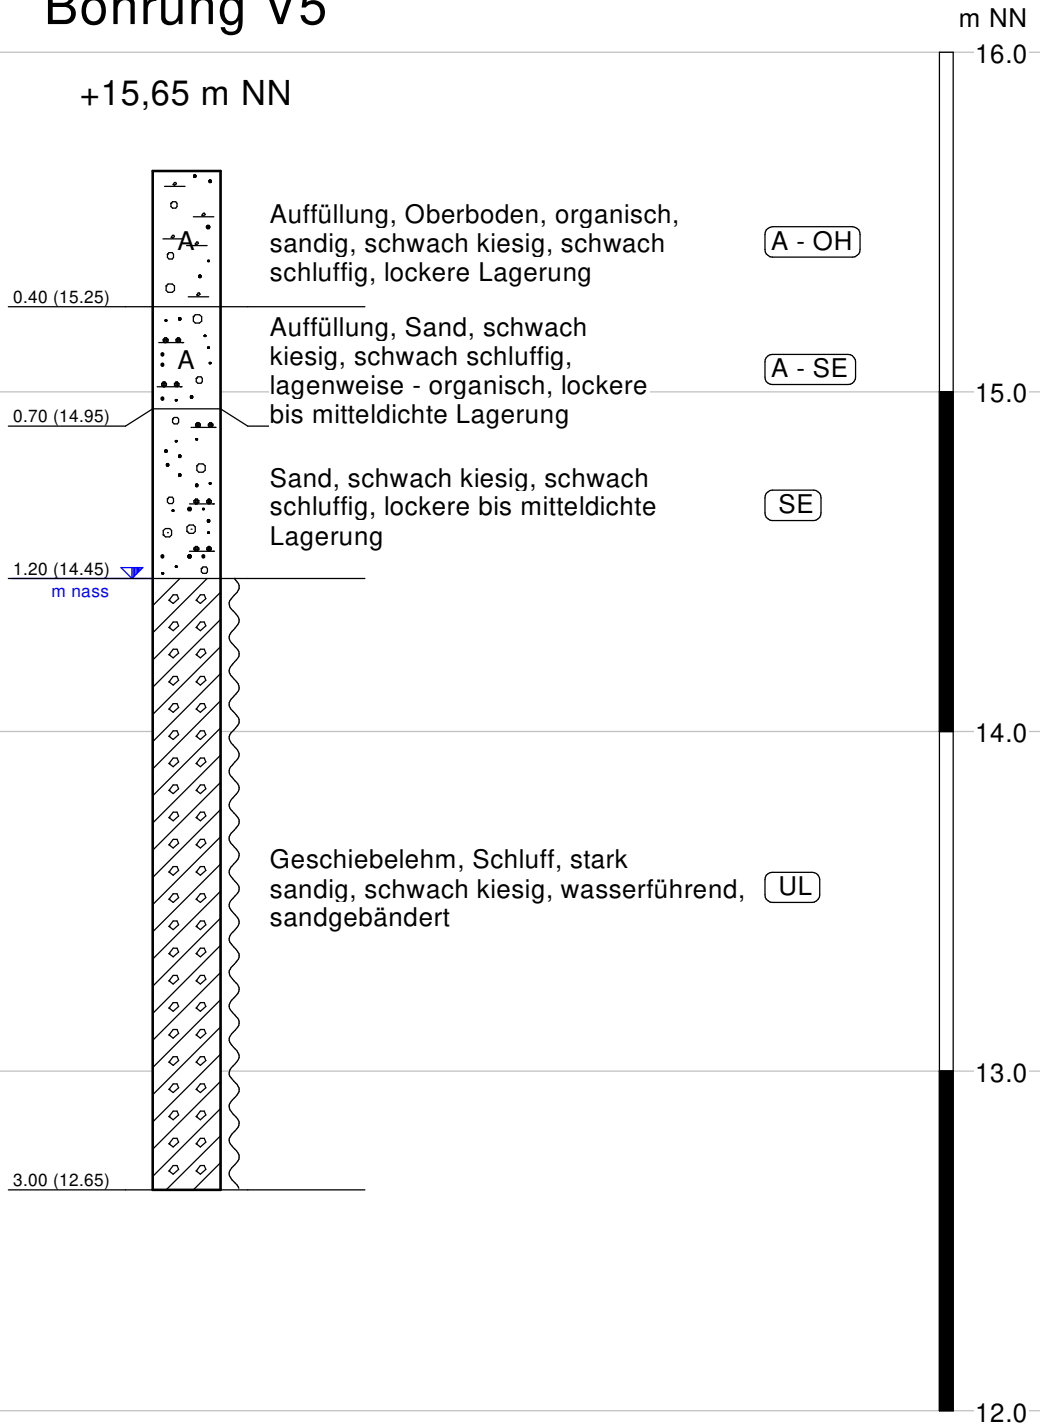 Bohrung V5
m NN
16.0
+15,65 m NN
Auffüllung, Oberboden, organisch,
sandig, schwach kiesig, schwach
schluffig, lockere Lagerung
A - OH
A
0.40 (15.25)
Auffüllung, Sand, schwach
kiesig, schwach schluffig,
lagenweise - organisch, lockere
bis mitteldichte Lagerung
A - SE
A
15.0
0.70 (14.95)
Sand, schwach kiesig, schwach
schluffig, lockere bis mitteldichte
Lagerung
SE
1.20 (14.45)
m nass
14.0
Geschiebelehm, Schluff, stark
sandig, schwach kiesig, wasserführend,
sandgebändert
UL
13.0
3.00 (12.65)
12.0